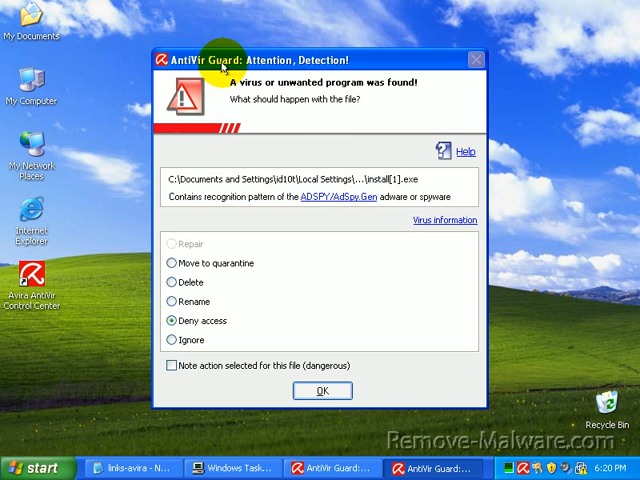 My Documents
My Computer
My Network
Places
Internet
Explorer
Avira AntiVir
Control Center
AntiVir Guard: Attention, Detection!
A virus or unwanted program was found!
What should happen with the file?
Help
C:\Documents and Settings\id10t\Local Settings\...\install[1].exe
Contains recognition pattern of the ADSPY/AdSpy.Gen adware or spyware
Virus information
Repair
Move to quarantine
Delete
Rename
Deny access
Ignore
Note action selected for this file (dangerous)
OK
Recycle Bin
Remove-Malware.com
start
links-avira - N...
Windows Task...
AntiVir Guard:...
AntiVir Guard:...
6:20 PM